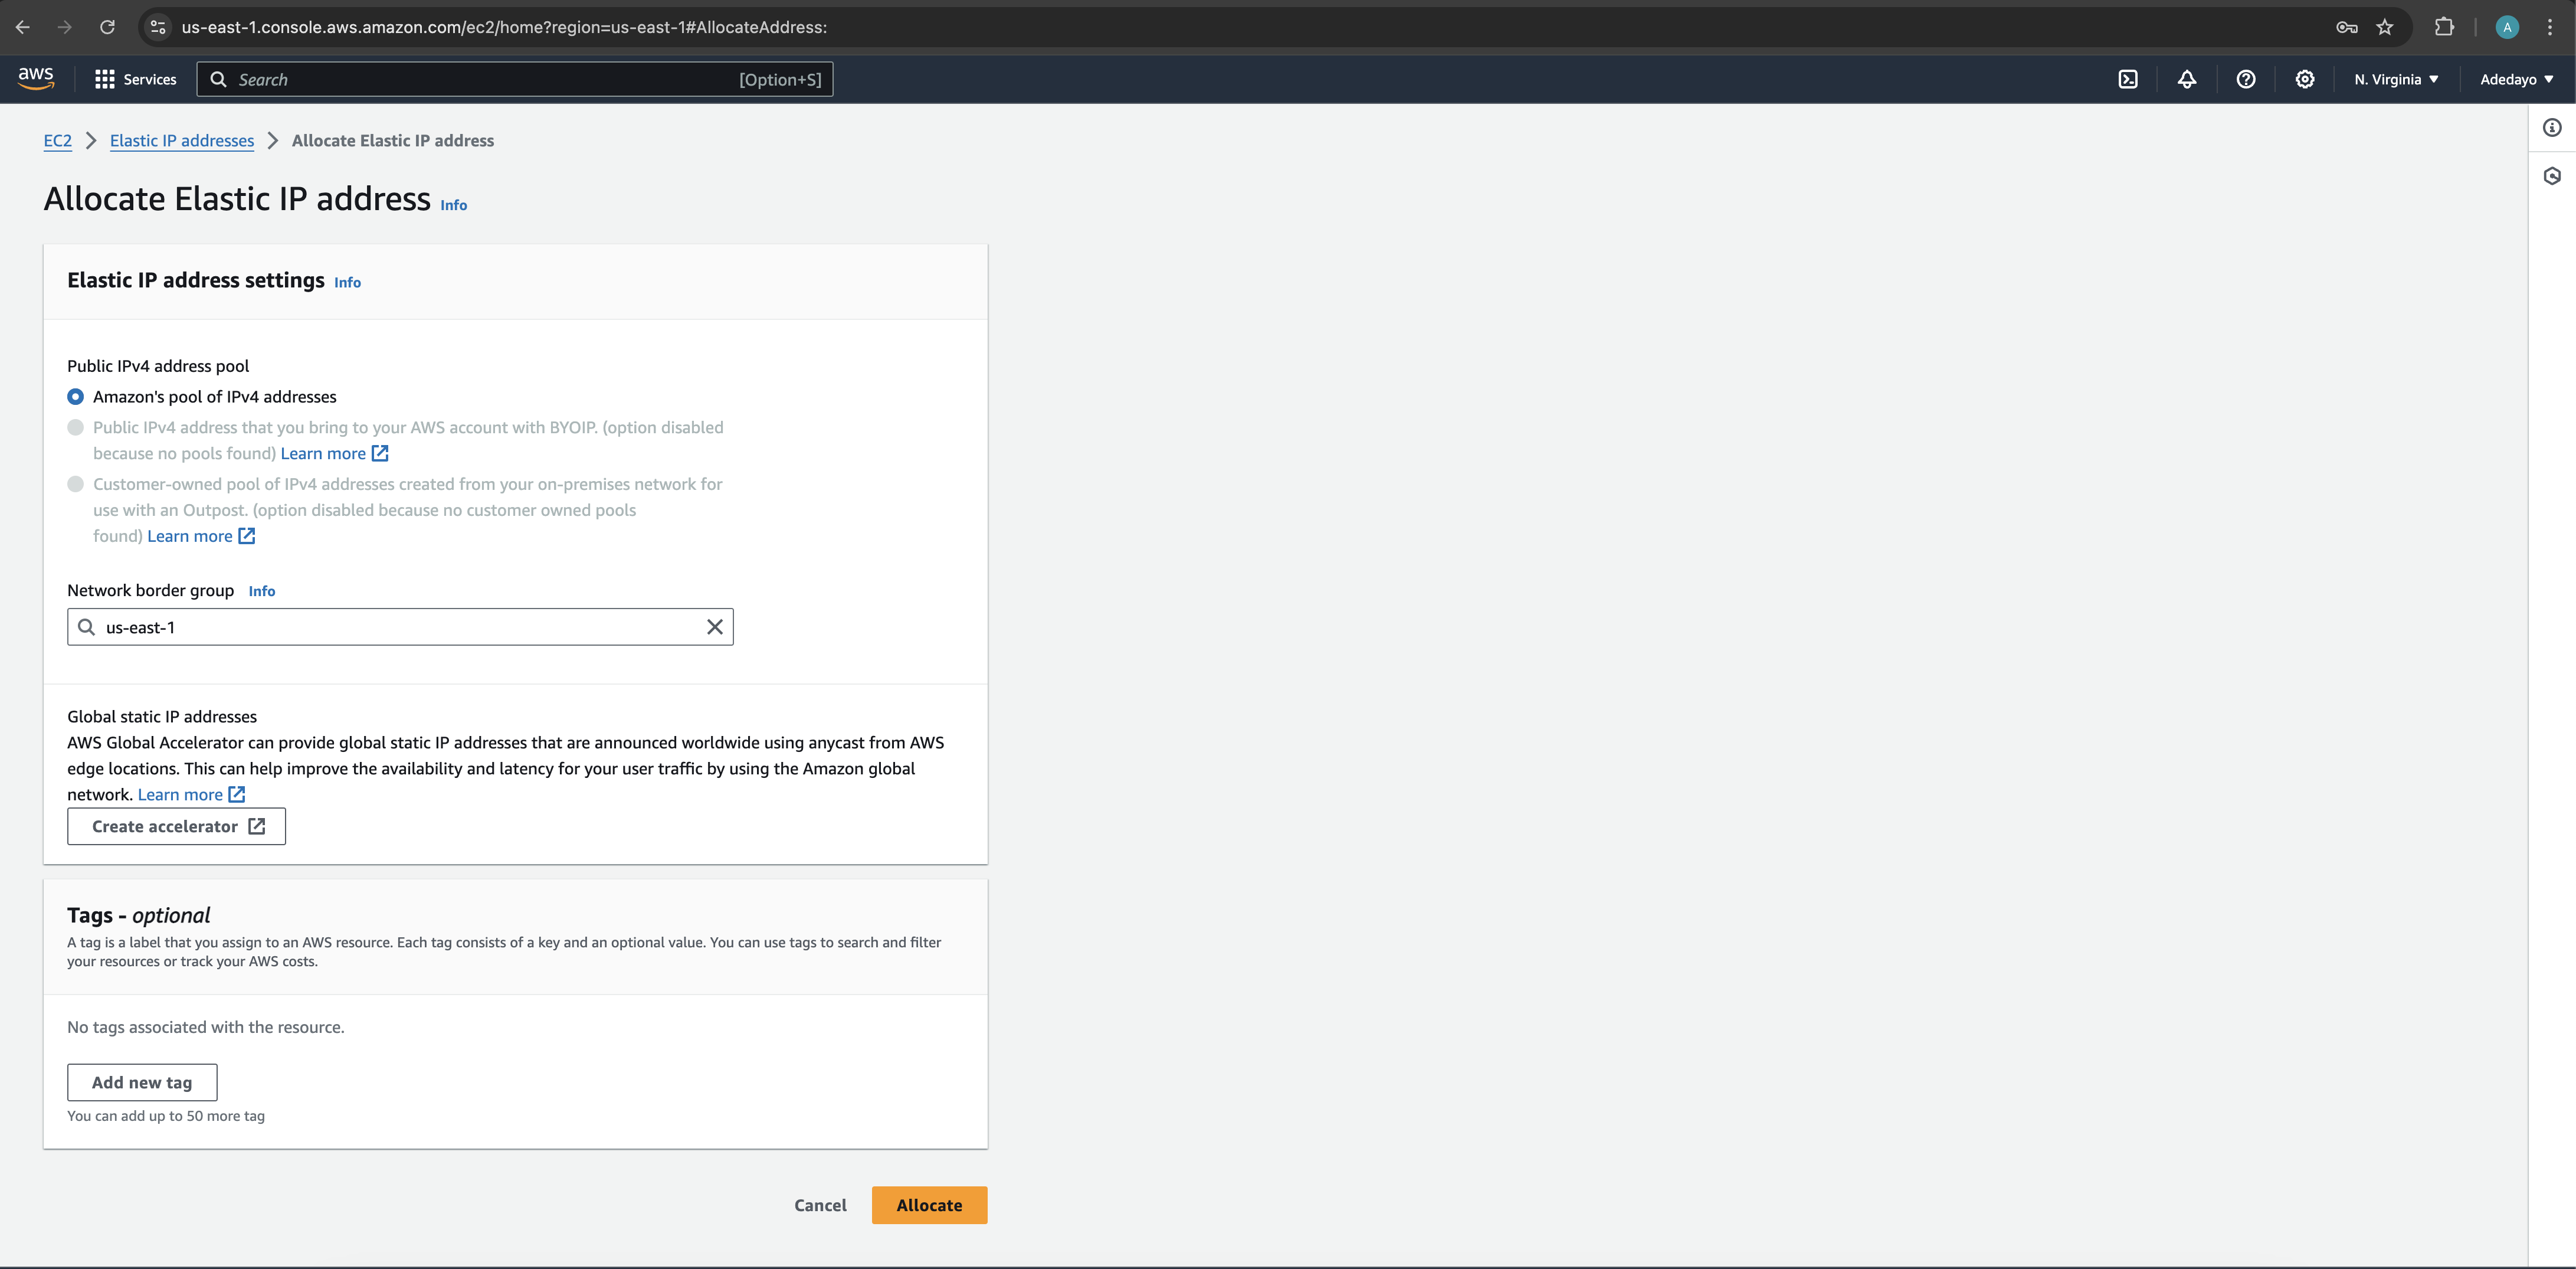 us-east-1.console.aws.amazon.com/ec2/home?region=us-east-1#AllocateAddress:
A
aws
Services
Search
[Option+S]
N. Virginia
Adedayo
EC2 > Elastic IP addresses > Allocate Elastic IP address
Allocate Elastic IP address Info
Elastic IP address settings Info
Public IPv4 address pool
Amazon's pool of IPv4 addresses
Public IPv4 address that you bring to your AWS account with BYOIP. (option disabled
because no pools found) Learn more
Customer-owned pool of IPv4 addresses created from your on-premises network for
use with an Outpost. (option disabled because no customer owned pools
found) Learn more
Network border group Info
us-east-1
Global static IP addresses
AWS Global Accelerator can provide global static IP addresses that are announced worldwide using anycast from AWS
edge locations. This can help improve the availability and latency for your user traffic by using the Amazon global
network. Learn more
Create accelerator
Tags - optional
A tag is a label that you assign to an AWS resource. Each tag consists of a key and an optional value. You can use tags to search and filter
your resources or track your AWS costs.
No tags associated with the resource.
Add new tag
You can add up to 50 more tag
Cancel
Allocate